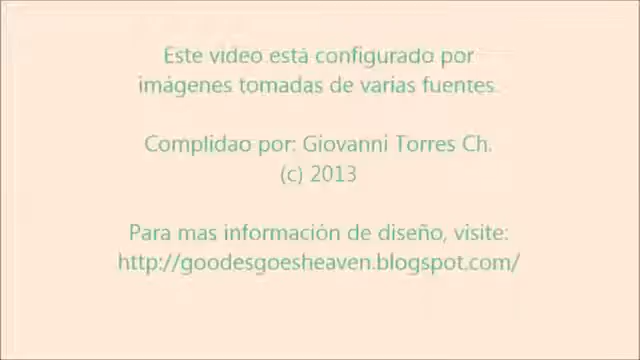 Este video está configurado por
imágenes tomadas de varias fuentes.
Complidao por: Giovanni Torres Ch.
(c) 2013
Para mas información de diseño, visite:
http://goodesgoesheaven.blogspot.com/